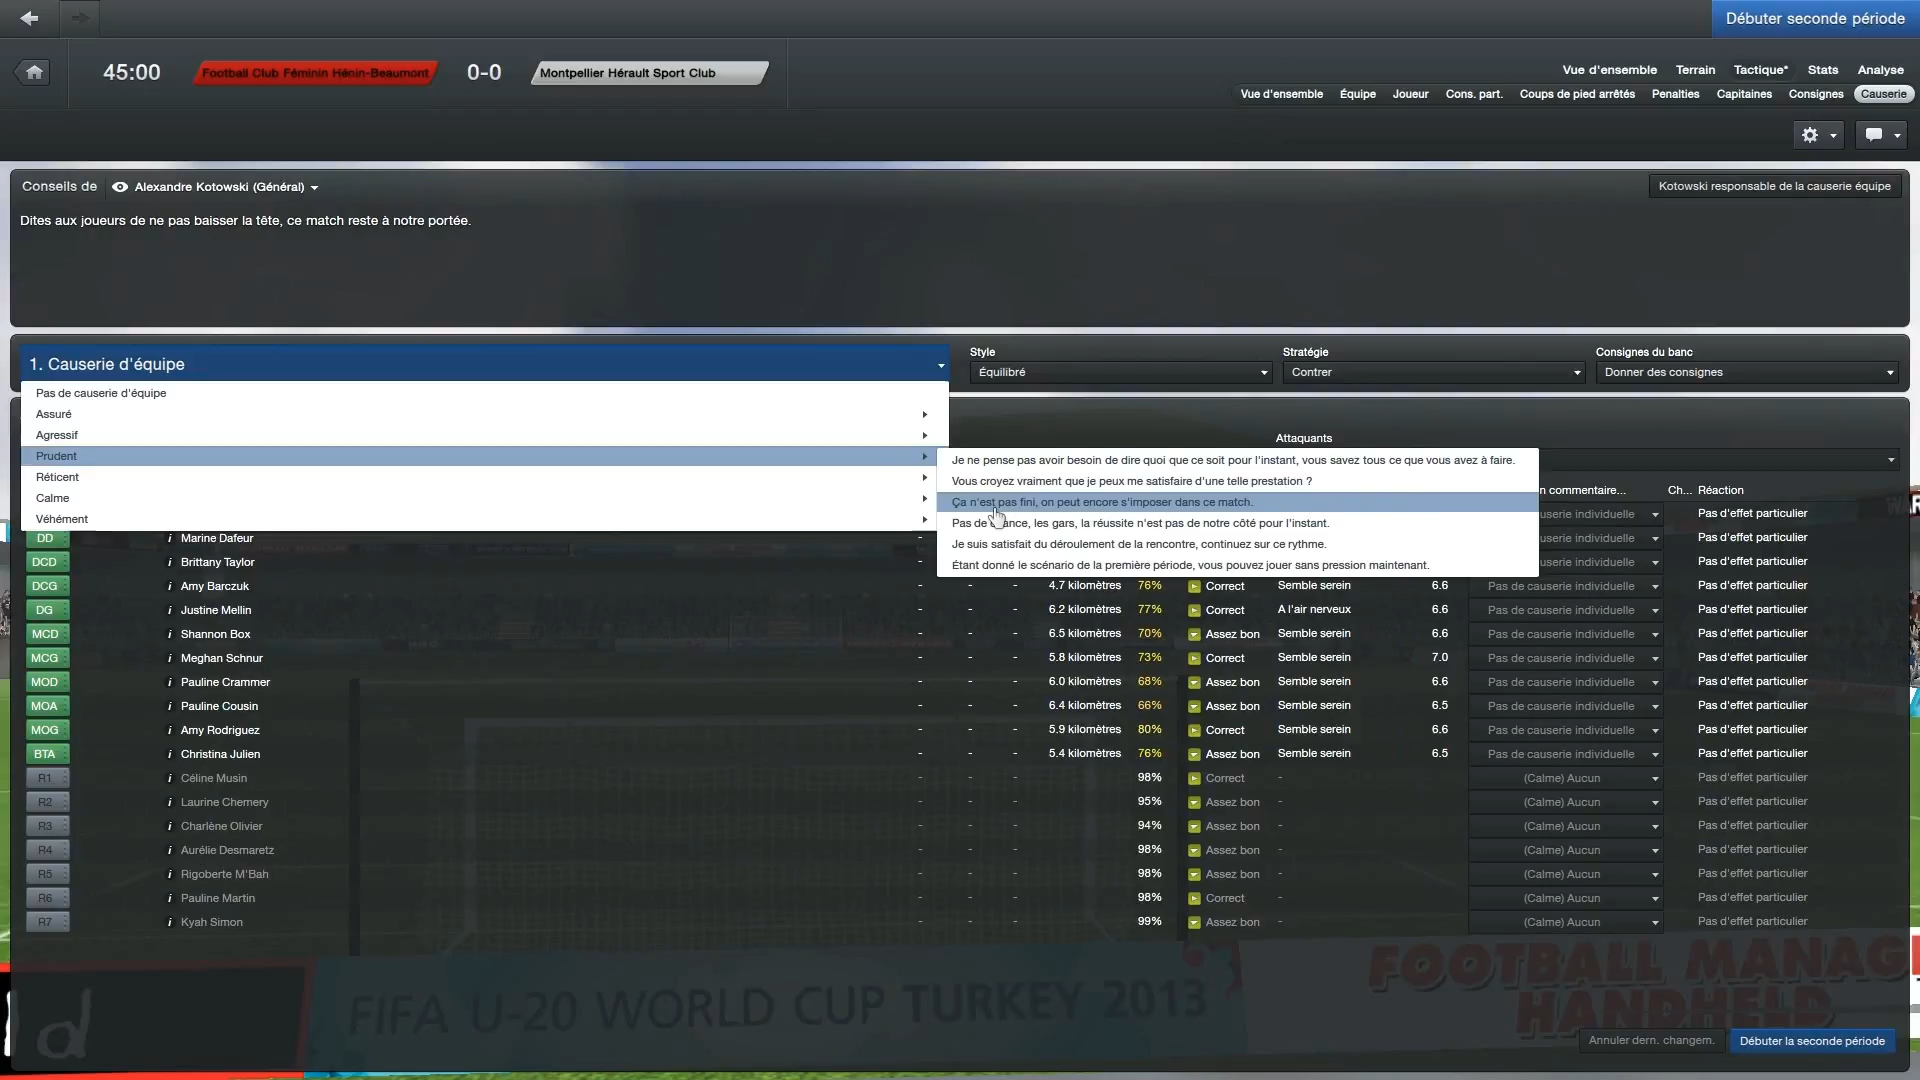 Débuter seconde période
45:00 Football Club Féminin Hénin-Beaumont 0-0 Montpellier Hérault Sport Club
Vue d'ensemble Terrain Tactique* Stats Analyse
Vue d'ensemble Équipe Joueur Cons. part. Coups de pied arrêtés Penalties Capitaines Consignes Causerie
Conseils de Alexandre Kotowski (Général) Kotowski responsable de la causerie équipe
Dites aux joueurs de ne pas baisser la tête, ce match reste à notre portée.
1. Causerie d'équipe
Style Stratégie Consignes du banc
Équilibré Contrer Donner des consignes
Pas de causerie d'équipe
Assuré
Agressif
Prudent
Réticent
Calme
Véhément
Attaquants
Je ne pense pas avoir besoin de dire quoi que ce soit pour l'instant, vous savez tous ce que vous avez à faire.
Vous croyez vraiment que je peux me satisfaire d'une telle prestation ?
Ça n'est pas fini, on peut encore s'imposer dans ce match.
Pas de chance, les gars, la réussite n'est pas de notre côté pour l'instant.
Je suis satisfait du déroulement de la rencontre, continuez sur ce rythme.
Étant donné le scénario de la première période, vous pouvez jouer sans pression maintenant.
n commentaire... Ch... Réaction
causerie individuelle Pas d'effet particulier
DD i Marine Dafeur - causerie individuelle Pas d'effet particulier
DCD i Brittany Taylor - causerie individuelle Pas d'effet particulier
DCG i Amy Barczuk - - - 4.7 kilomètres 76% Correct Semble serein 6.6 Pas de causerie individuelle Pas d'effet particulier
DG i Justine Mellin - - - 6.2 kilomètres 77% Correct A l'air nerveux 6.6 Pas de causerie individuelle Pas d'effet particulier
MCD i Shannon Box - - - 6.5 kilomètres 70% Assez bon Semble serein 6.6 Pas de causerie individuelle Pas d'effet particulier
MCG i Meghan Schnur - - - 5.8 kilomètres 73% Correct Semble serein 7.0 Pas de causerie individuelle Pas d'effet particulier
MOD i Pauline Crammer - - - 6.0 kilomètres 68% Assez bon Semble serein 6.6 Pas de causerie individuelle Pas d'effet particulier
MOA i Pauline Cousin - - - 6.4 kilomètres 66% Assez bon Semble serein 6.5 Pas de causerie individuelle Pas d'effet particulier
MOG i Amy Rodriguez - - - 5.9 kilomètres 80% Correct Semble serein 6.6 Pas de causerie individuelle Pas d'effet particulier
BTA i Christina Julien - - - 5.4 kilomètres 76% Assez bon Semble serein 6.5 Pas de causerie individuelle Pas d'effet particulier
R1 i Céline Musin - - - 98% Correct - (Calme) Aucun Pas d'effet particulier
R2 i Laurine Chemery - - - 95% Assez bon - (Calme) Aucun Pas d'effet particulier
R3 i Charlène Olivier - - - 94% Assez bon - (Calme) Aucun Pas d'effet particulier
R4 i Aurélie Desmaretz - - - 98% Assez bon - (Calme) Aucun Pas d'effet particulier
R5 i Rigoberte M'Bah - - - 98% Assez bon - (Calme) Aucun Pas d'effet particulier
R6 i Pauline Martin - - - 98% Correct - (Calme) Aucun Pas d'effet particulier
R7 i Kyah Simon - - - 99% Assez bon - (Calme) Aucun Pas d'effet particulier
FIFA U-20 WORLD CUP TURKEY 2013
FOOTBALL MANAG
HANDHELD
Annuler dern. changem. Débuter la seconde période